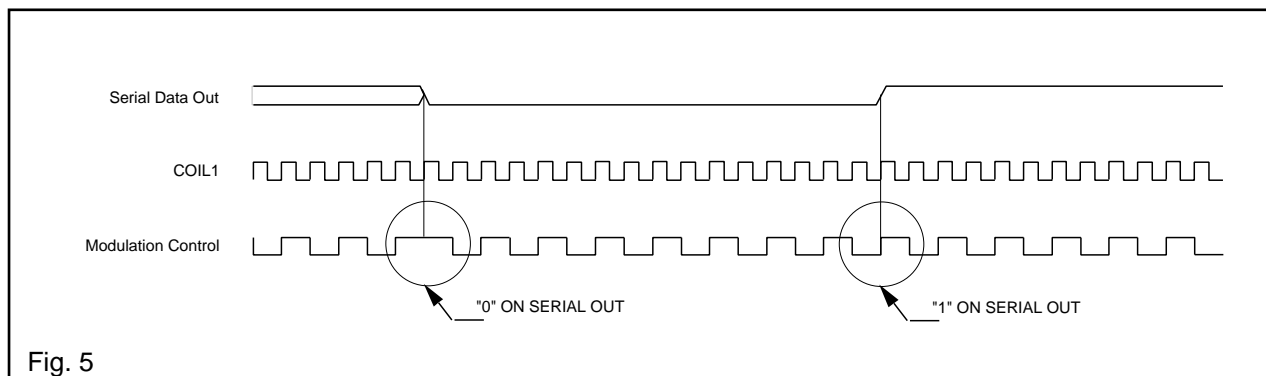 Serial Data Out
COIL1
Modulation Control
"0" ON SERIAL OUT
"1" ON SERIAL OUT
Fig. 5